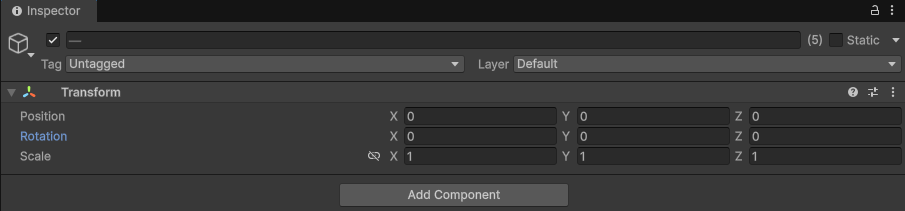 Inspector
— (5) Static
Tag Untagged Layer Default
Transform
Position X 0 Y 0 Z 0
Rotation X 0 Y 0 Z 0
Scale X 1 Y 1 Z 1
Add Component